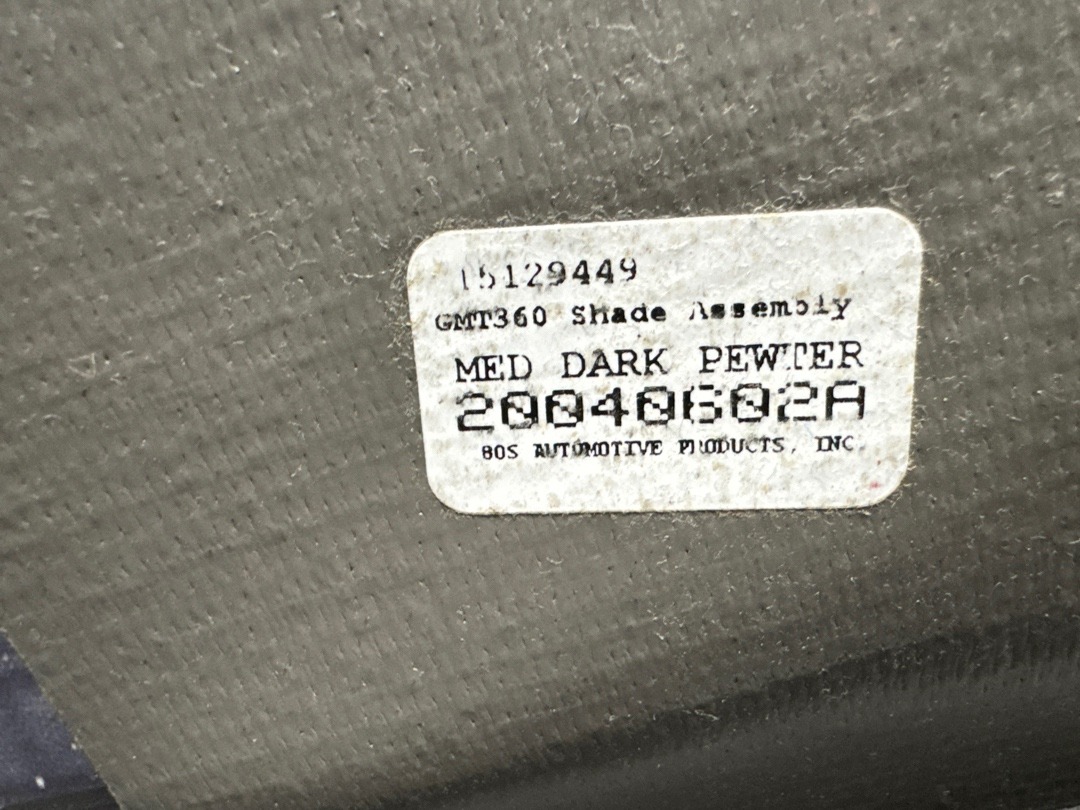 15129449
GMT360 Shade Assembly
MED DARK PEWTER
20040602A
BOS AUTOMOTIVE PRODUCTS, INC.